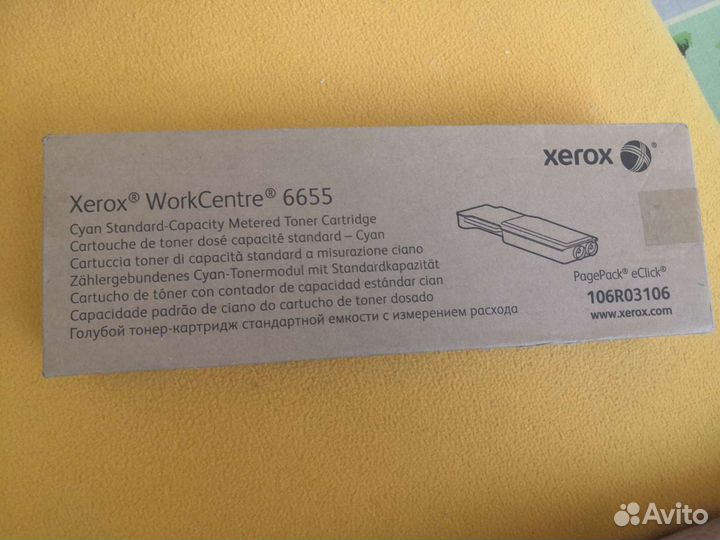 xerox
Xerox® WorkCentre® 6655
Cyan Standard-Capacity Metered Toner Cartridge
Cartouche de toner dosé capacité standard – Cyan
Cartuccia toner di capacità standard a misurazione ciano
Zählergebundenes Cyan-Tonermodul mit Standardkapazität
Cartucho de tóner con contador de capacidad estándar cian
Capacidade padrão de ciano do cartucho de toner dosado
Голубой тонер-картридж стандартной емкости с измерением расхода
PagePack® eClick®
106R03106
www.xerox.com
Avito